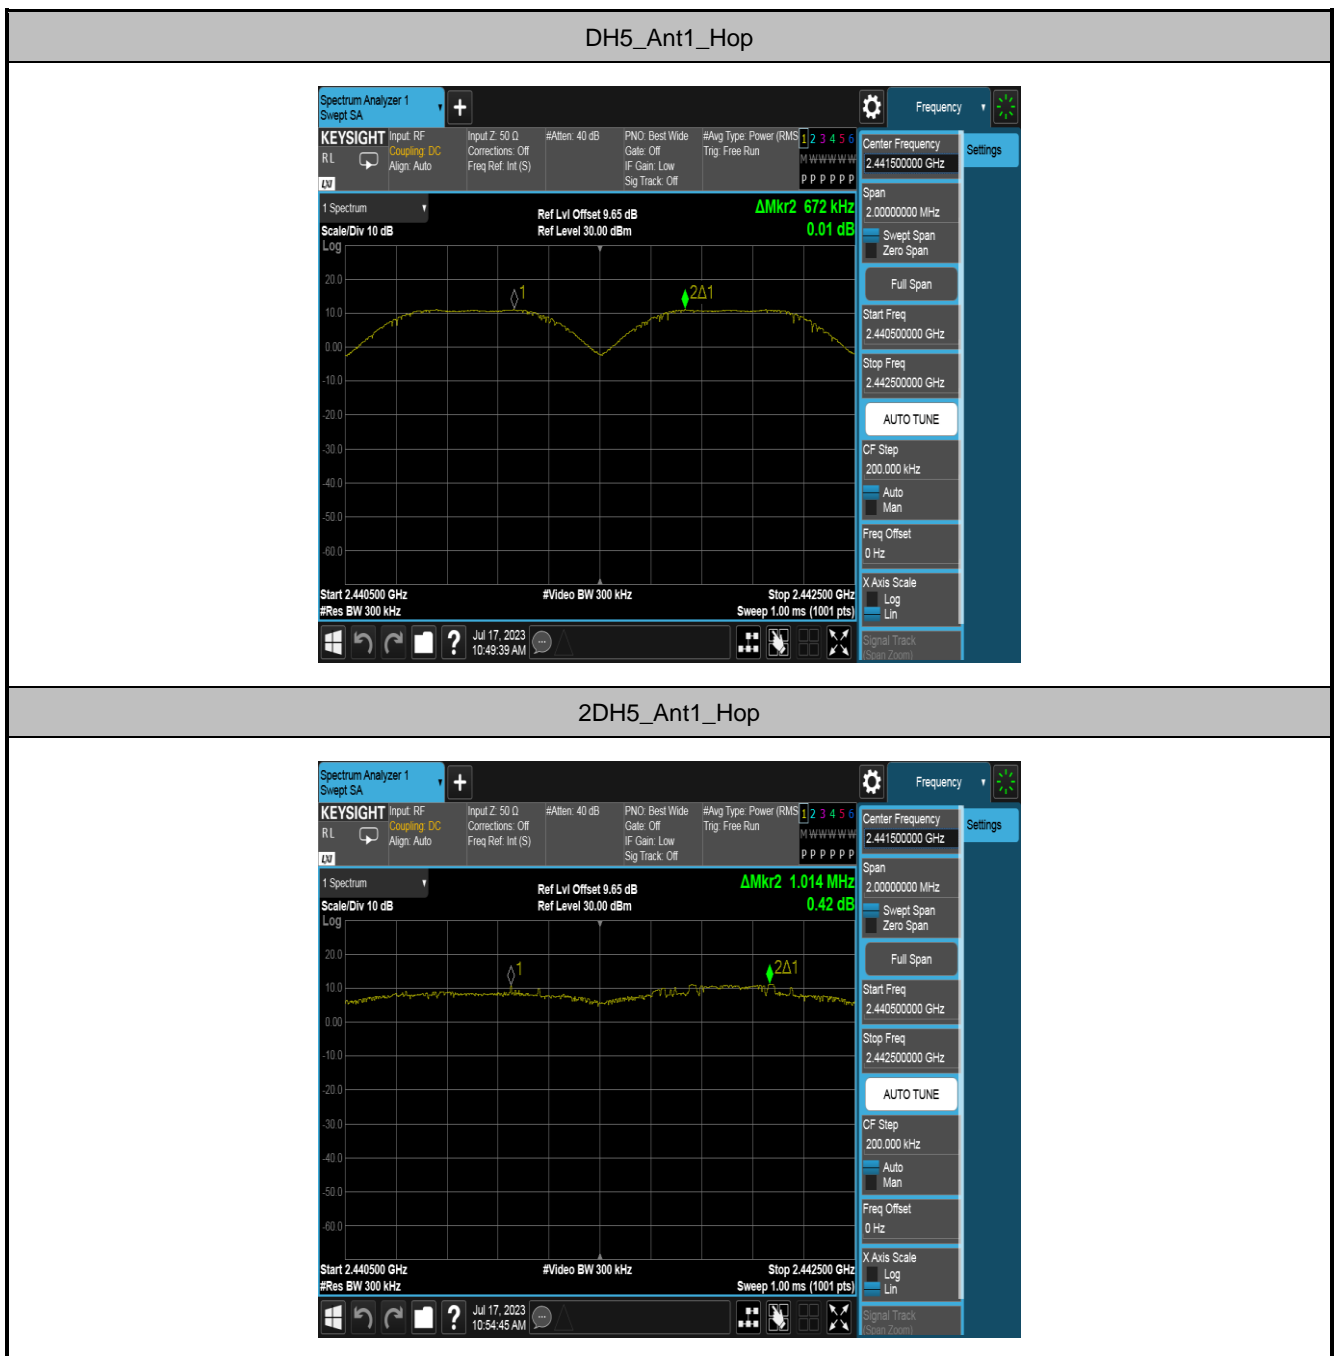 DH5_Ant1_Hop
Spectrum Analyzer 1
Swept SA
Frequency
KEYSIGHT
RL
LXI
Input: RF
Coupling: DC
Align: Auto
Input Z: 50 Ω
Corrections: Off
Freq Ref: Int (S)
#Atten: 40 dB
PNO: Best Wide
Gate: Off
IF Gain: Low
Sig Track: Off
#Avg Type: Power (RMS
Trig: Free Run
1 2 3 4 5 6
M W W W W W
P P P P P P
Center Frequency
2.441500000 GHz
Settings
Span
2.00000000 MHz
Swept Span
Zero Span
Full Span
Start Freq
2.440500000 GHz
Stop Freq
2.442500000 GHz
AUTO TUNE
CF Step
200.000 kHz
Auto
Man
Freq Offset
0 Hz
X Axis Scale
Log
Lin
Signal Track
(Span Zoom)
1 Spectrum
Scale/Div 10 dB
Log
Ref Lvl Offset 9.65 dB
Ref Level 30.00 dBm
ΔMkr2 672 kHz
0.01 dB
1
2Δ1
20.0
10.0
0.00
-10.0
-20.0
-30.0
-40.0
-50.0
-60.0
Start 2.440500 GHz
#Res BW 300 kHz
#Video BW 300 kHz
Stop 2.442500 GHz
Sweep 1.00 ms (1001 pts)
?
Jul 17, 2023
10:49:39 AM
2DH5_Ant1_Hop
Spectrum Analyzer 1
Swept SA
Frequency
KEYSIGHT
RL
LXI
Input: RF
Coupling: DC
Align: Auto
Input Z: 50 Ω
Corrections: Off
Freq Ref: Int (S)
#Atten: 40 dB
PNO: Best Wide
Gate: Off
IF Gain: Low
Sig Track: Off
#Avg Type: Power (RMS
Trig: Free Run
1 2 3 4 5 6
M W W W W W
P P P P P P
Center Frequency
2.441500000 GHz
Settings
Span
2.00000000 MHz
Swept Span
Zero Span
Full Span
Start Freq
2.440500000 GHz
Stop Freq
2.442500000 GHz
AUTO TUNE
CF Step
200.000 kHz
Auto
Man
Freq Offset
0 Hz
X Axis Scale
Log
Lin
Signal Track
(Span Zoom)
1 Spectrum
Scale/Div 10 dB
Log
Ref Lvl Offset 9.65 dB
Ref Level 30.00 dBm
ΔMkr2 1.014 MHz
0.42 dB
1
2Δ1
20.0
10.0
0.00
-10.0
-20.0
-30.0
-40.0
-50.0
-60.0
Start 2.440500 GHz
#Res BW 300 kHz
#Video BW 300 kHz
Stop 2.442500 GHz
Sweep 1.00 ms (1001 pts)
?
Jul 17, 2023
10:54:45 AM